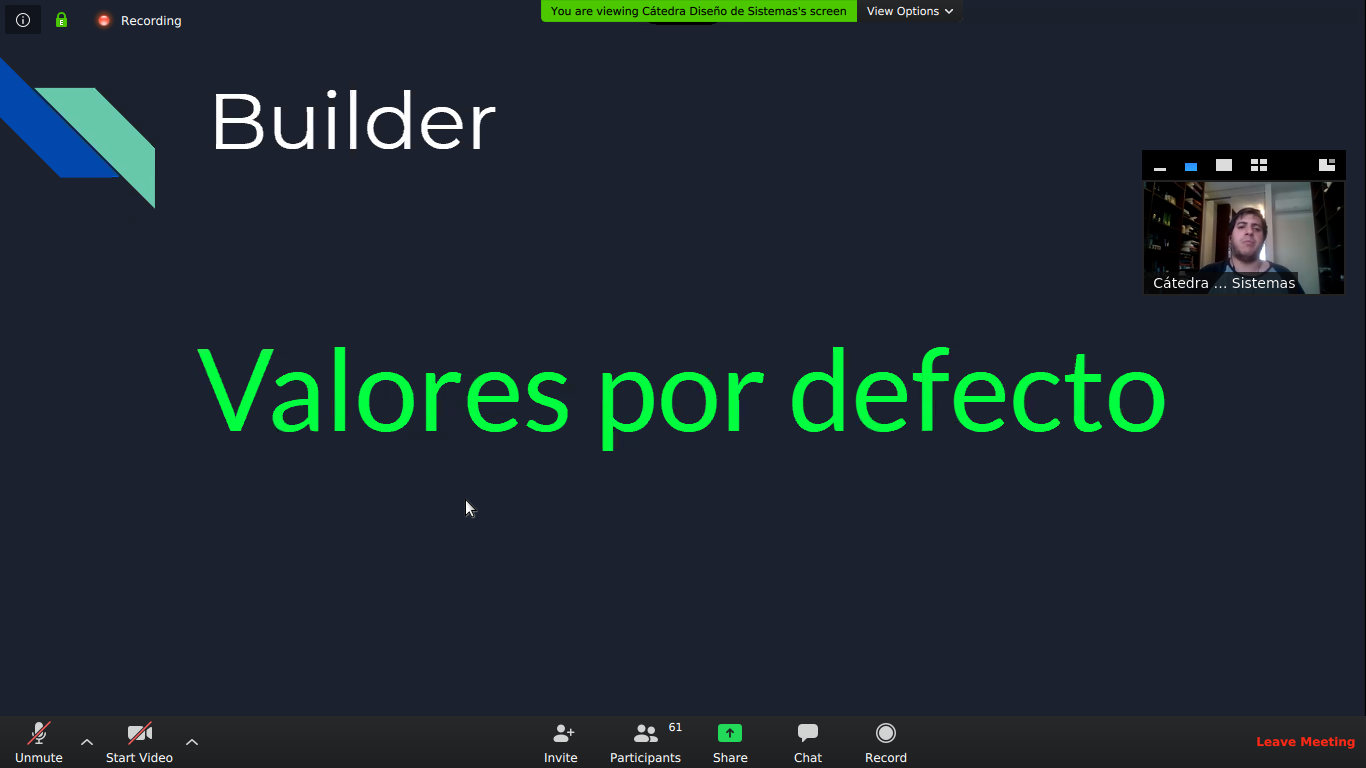 Recording
You are viewing Cátedra Diseño de Sistemas's screen
View Options
Builder
Cátedra ... Sistemas
Valores por defecto
Unmute
Start Video
Invite
61
Participants
Share
Chat
Record
Leave Meeting